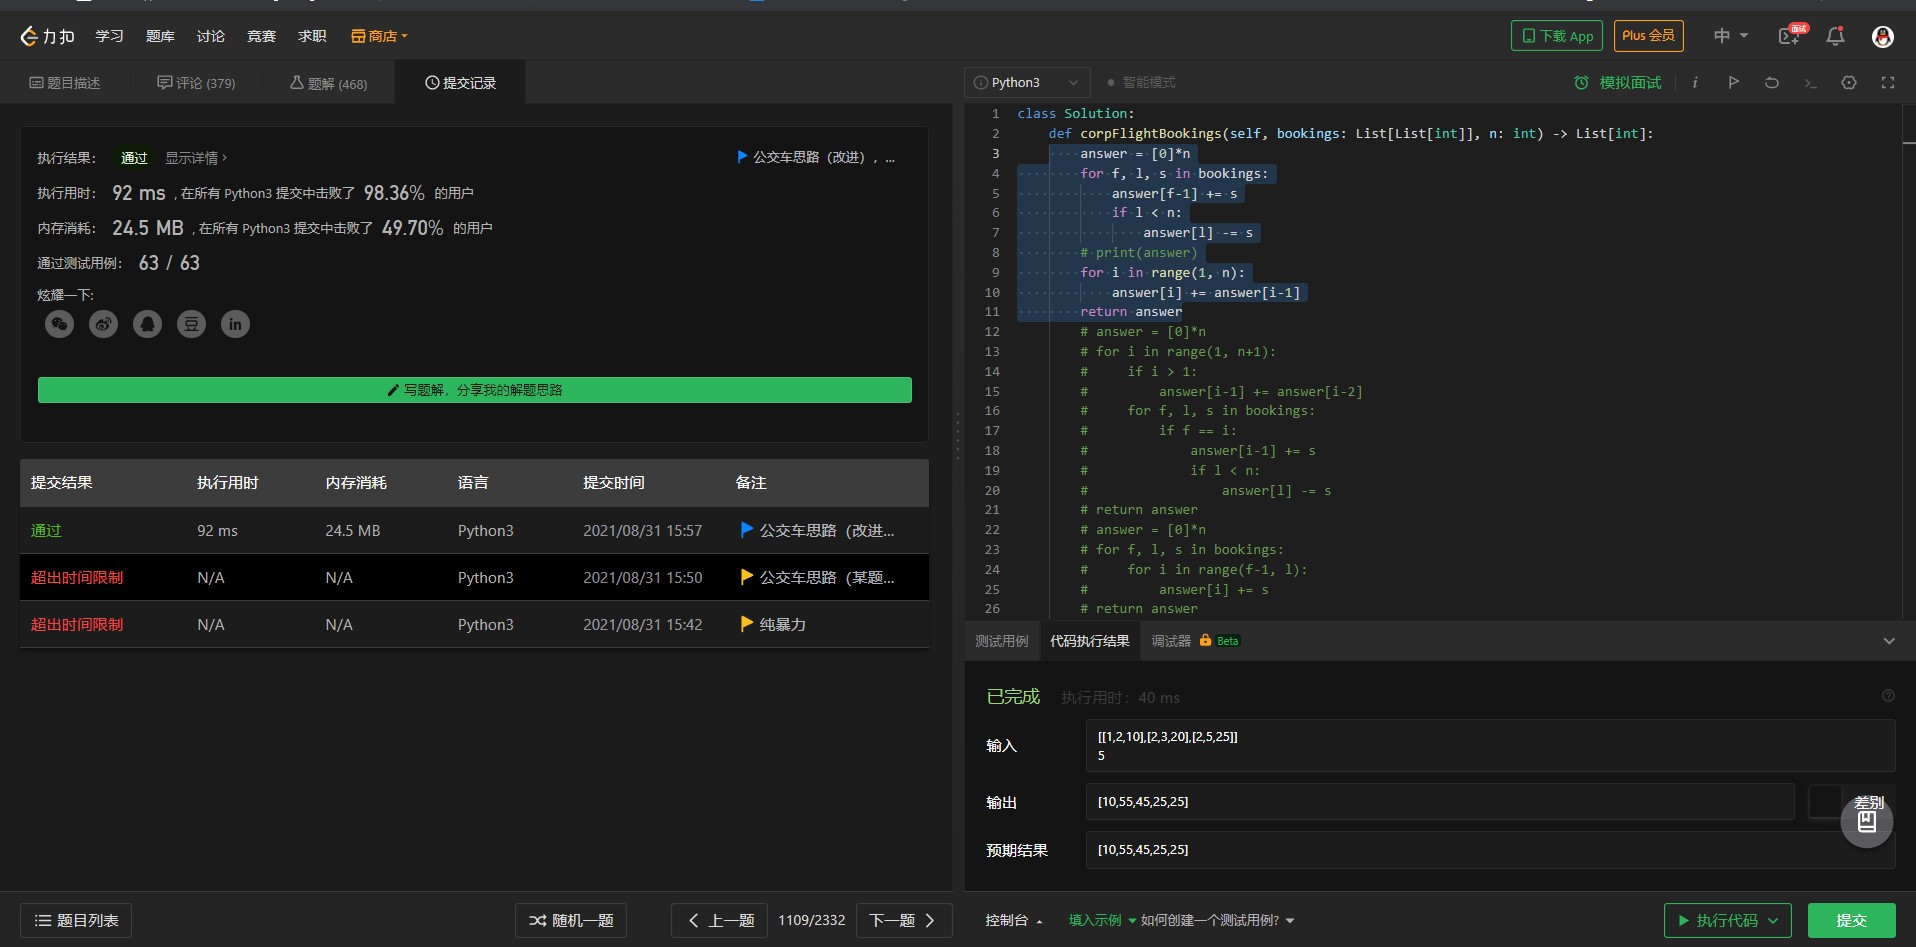 力扣 学习 题库 讨论 竞赛 求职 商店 下载 App Plus 会员 中 面试
题目描述 评论 (379) 题解 (468) 提交记录
执行结果： 通过 显示详情 公交车思路（改进）, ...
执行用时： 92 ms , 在所有 Python3 提交中击败了 98.36% 的用户
内存消耗： 24.5 MB , 在所有 Python3 提交中击败了 49.70% 的用户
通过测试用例： 63 / 63
炫耀一下:
豆 in
写题解，分享我的解题思路
提交结果 执行用时 内存消耗 语言 提交时间 备注
通过 92 ms 24.5 MB Python3 2021/08/31 15:57 公交车思路（改进...
超出时间限制 N/A N/A Python3 2021/08/31 15:50 公交车思路（某题...
超出时间限制 N/A N/A Python3 2021/08/31 15:42 纯暴力
题目列表 随机一题 上一题 1109/2332 下一题
Python3 智能模式 模拟面试 i
1 class Solution:
2 def corpFlightBookings(self, bookings: List[List[int]], n: int) -> List[int]:
3 answer = [0]*n
4 for f, l, s in bookings:
5 answer[f-1] += s
6 if l < n:
7 answer[l] -= s
8 # print(answer)
9 for i in range(1, n):
10 answer[i] += answer[i-1]
11 return answer
12 # answer = [0]*n
13 # for i in range(1, n+1):
14 # if i > 1:
15 # answer[i-1] += answer[i-2]
16 # for f, l, s in bookings:
17 # if f == i:
18 # answer[i-1] += s
19 # if l < n:
20 # answer[l] -= s
21 # return answer
22 # answer = [0]*n
23 # for f, l, s in bookings:
24 # for i in range(f-1, l):
25 # answer[i] += s
26 # return answer
测试用例 代码执行结果 调试器 Beta
已完成 执行用时： 40 ms
输入
[[1,2,10],[2,3,20],[2,5,25]]
5
输出 [10,55,45,25,25] 差别
预期结果 [10,55,45,25,25]
控制台 填入示例 如何创建一个测试用例? 执行代码 提交